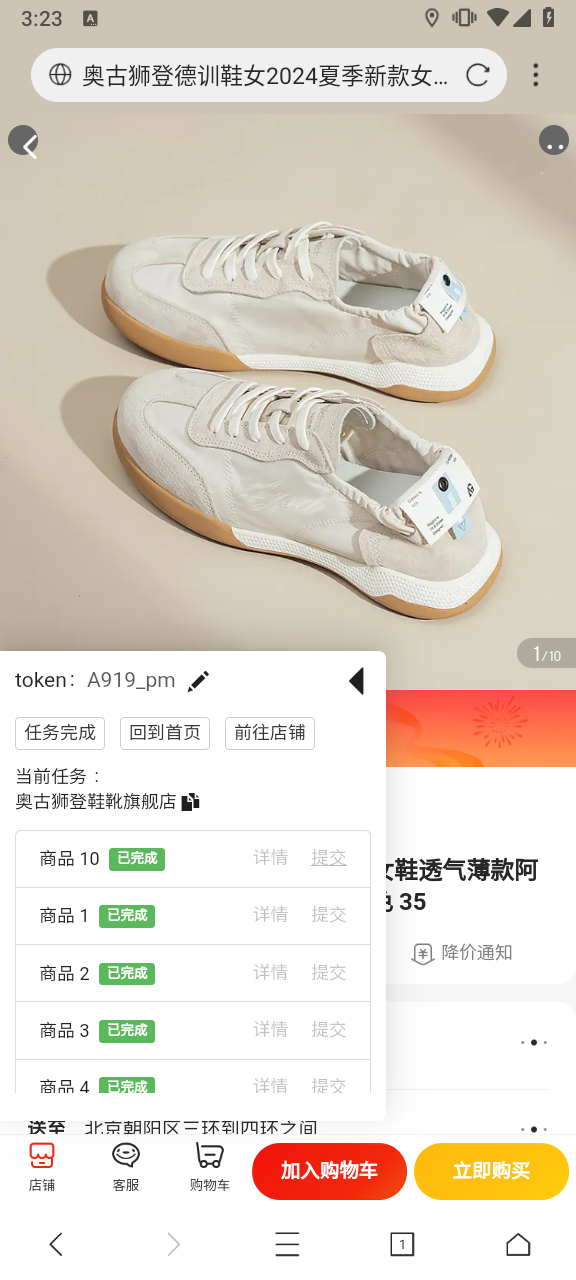 3:23
A
奥古狮登德训鞋女2024夏季新款女...
1/10
token： A919_pm
任务完成 回到首页 前往店铺
当前任务：
奥古狮登鞋靴旗舰店
商品 10 已完成 详情 提交
商品 1 已完成 详情 提交
商品 2 已完成 详情 提交
商品 3 已完成 详情 提交
商品 4 已完成 详情 提交
女鞋透气薄款阿
色 35
降价通知
送至 北京朝阳区三环到四环之间
店铺 客服 购物车 加入购物车 立即购买
1